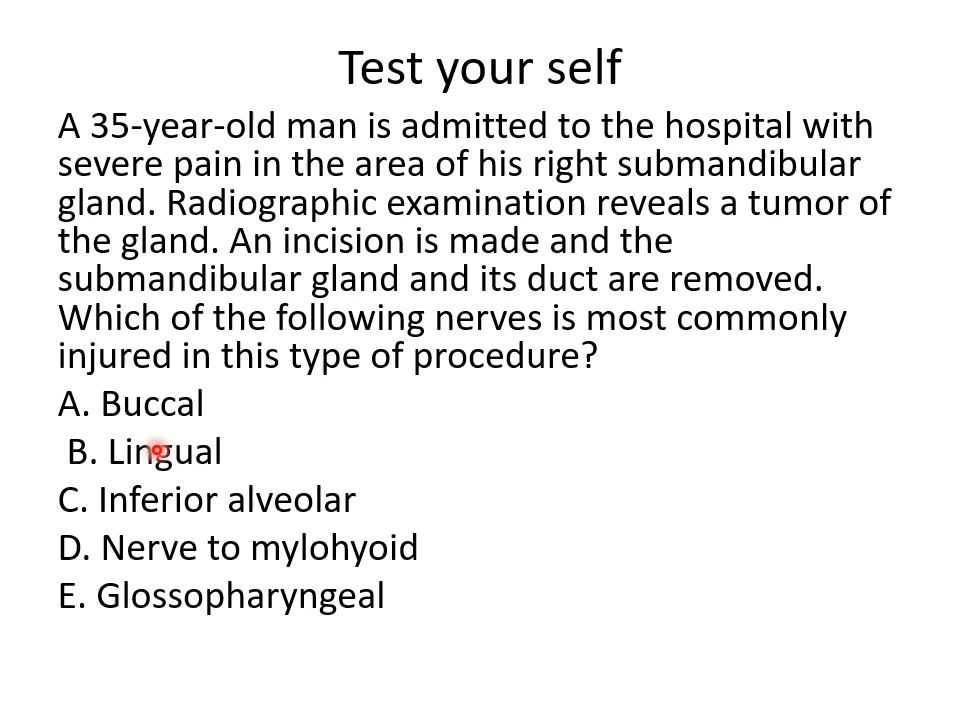 Test your self
A 35-year-old man is admitted to the hospital with
severe pain in the area of his right submandibular
gland. Radiographic examination reveals a tumor of
the gland. An incision is made and the
submandibular gland and its duct are removed.
Which of the following nerves is most commonly
injured in this type of procedure?
A. Buccal
B. Lingual
C. Inferior alveolar
D. Nerve to mylohyoid
E. Glossopharyngeal